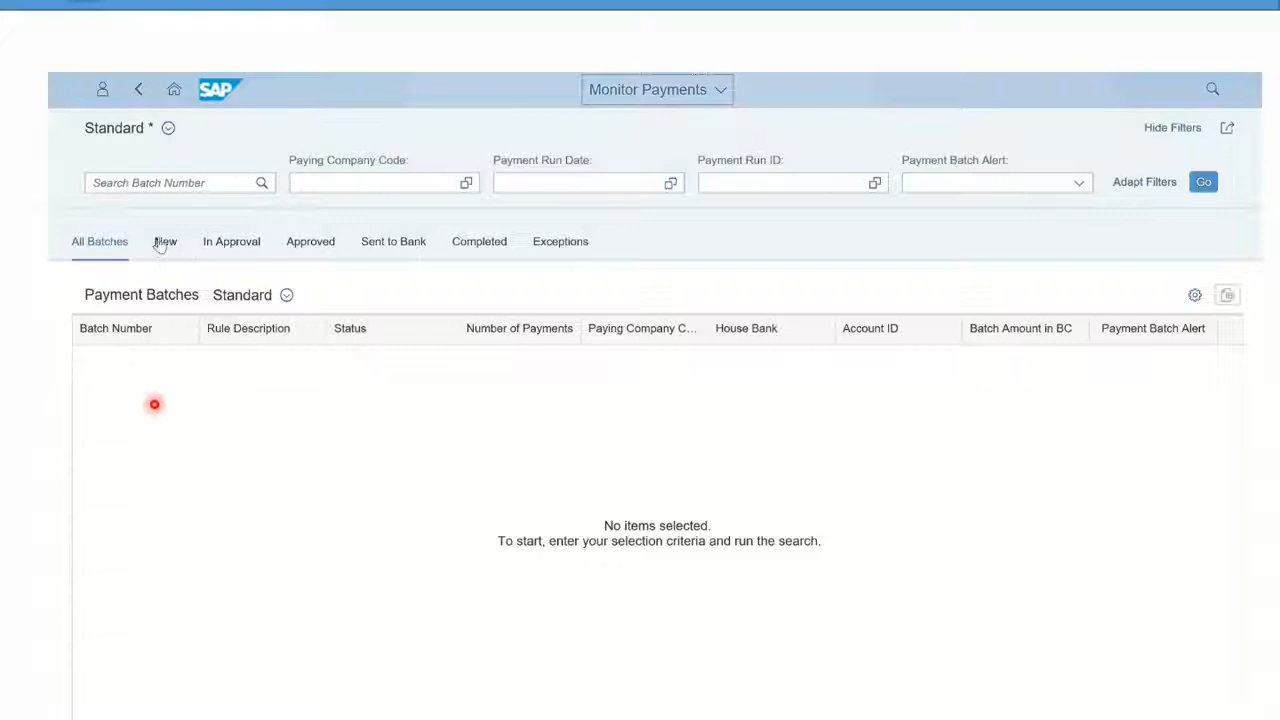 SAP
Monitor Payments
Standard *
Hide Filters
Paying Company Code:
Payment Run Date:
Payment Run ID:
Payment Batch Alert:
Search Batch Number
Adapt Filters
Go
All Batches
New
In Approval
Approved
Sent to Bank
Completed
Exceptions
Payment Batches
Standard
Batch Number
Rule Description
Status
Number of Payments
Paying Company C...
House Bank
Account ID
Batch Amount in BC
Payment Batch Alert
No items selected.
To start, enter your selection criteria and run the search.